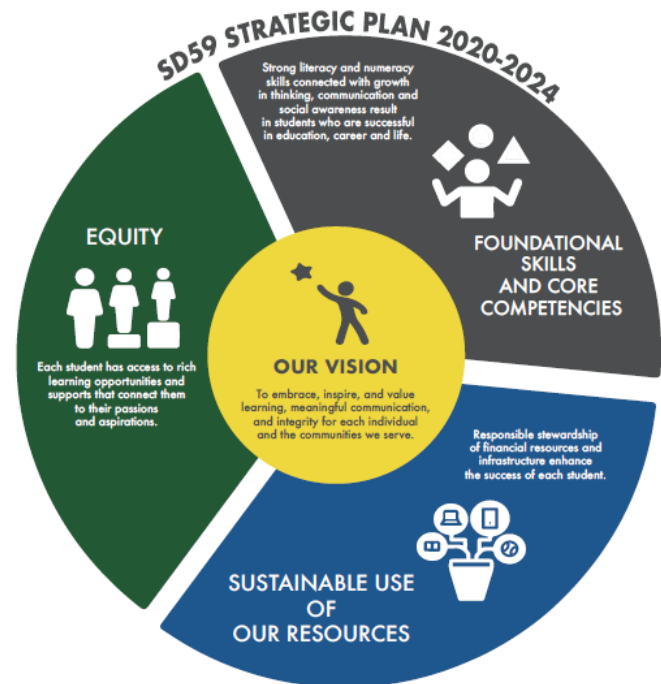 SD59 STRATEGIC PLAN 2020-2024
Strong literacy and numeracy
skills connected with growth
in thinking, communication and
social awareness result
in students who are successful
in education, career and life.
FOUNDATIONAL
SKILLS
AND CORE
COMPETENCIES
EQUITY
Each student has access to rich
learning opportunities and
supports that connect them
to their passions
and aspirations.
OUR VISION
To embrace, inspire, and value
learning, meaningful communication,
and integrity for each individual
and the communities we serve.
Responsible stewardship
of financial resources and
infrastructure enhance
the success of each student.
SUSTAINABLE USE
OF
OUR RESOURCES